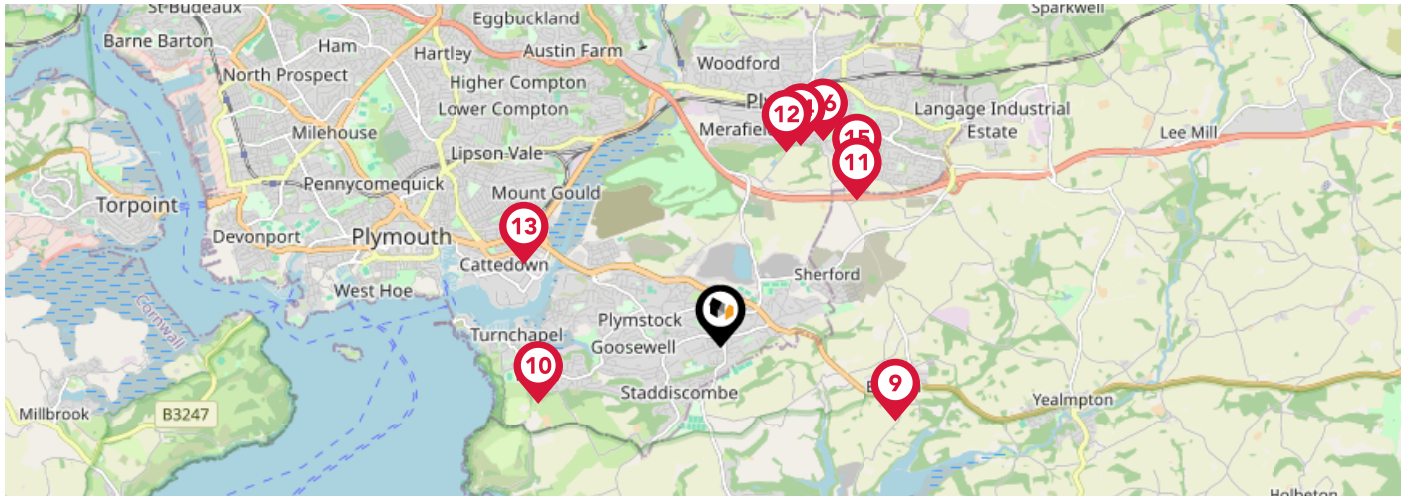 St Budeaux
Eggbuckland
Sparkwell
Barne Barton
Ham
Hartley
Austin Farm
Woodford
North Prospect
Higher Compton
Lower Compton
Langage Industrial
Estate
Milehouse
Lee Mill
12
6
15
11
Lipson Vale
Pennycomequick
Mount Gould
Torpoint
Devonport
Plymouth
13
Cattedown
Sherford
West Hoe
Cornwall
Plymstock
Turnchapel
Goosewell
10
Staddiscombe
9
Yealmpton
Millbrook
B3247
Holbeton